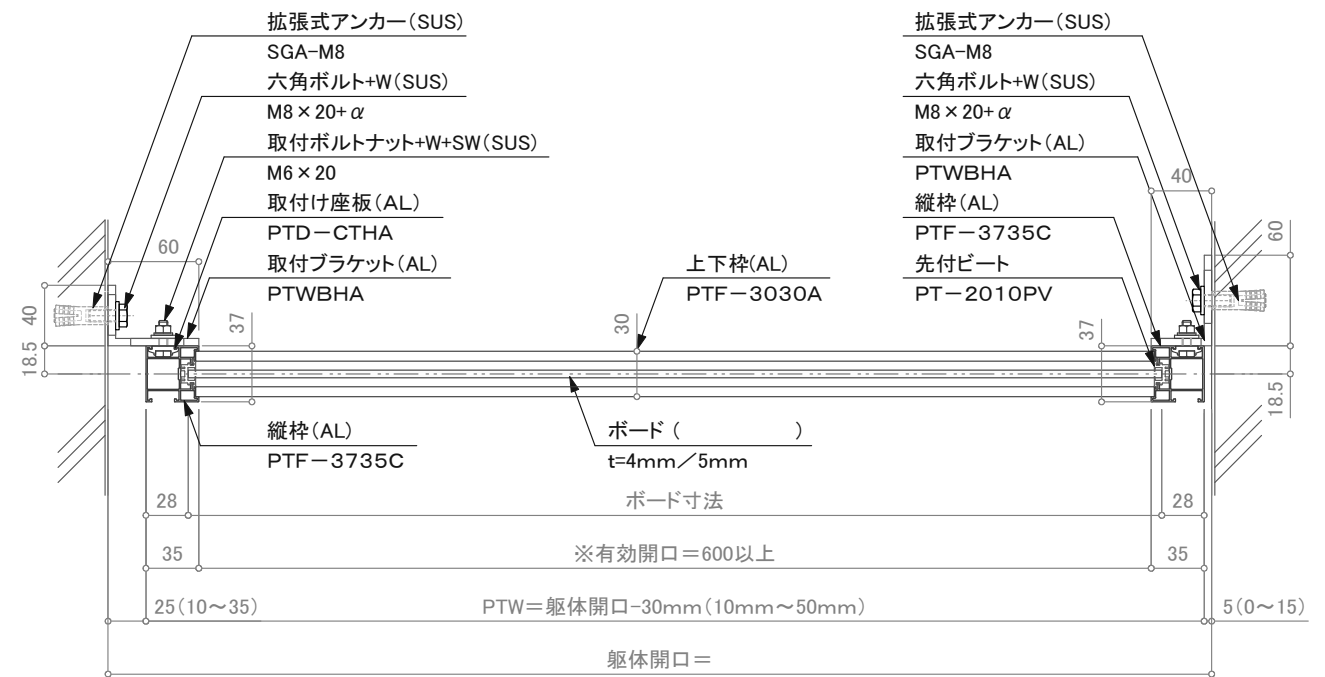 拡張式アンカー(SUS)
SGA-M8
六角ボルト+W(SUS)
M8×20+α
取付ボルトナット+W+SW(SUS)
M6×20
取付け座板(AL)
PTD-CTHA
取付ブラケット(AL)
PTWBHA
拡張式アンカー(SUS)
SGA-M8
六角ボルト+W(SUS)
M8×20+α
取付ブラケット(AL)
PTWBHA
縦枠(AL)
PTF-3735C
先付ビート
PT-2010PV
上下枠(AL)
PTF-3030A
60
40
18.5
37
30
37
40
60
18.5
縦枠(AL)
PTF-3735C
ボード (　　　　　　)
t=4mm/5mm
28
ボード寸法
28
35
※有効開口=600以上
35
25(10~35)
PTW=躯体開口-30mm(10mm~50mm)
5(0~15)
躯体開口=